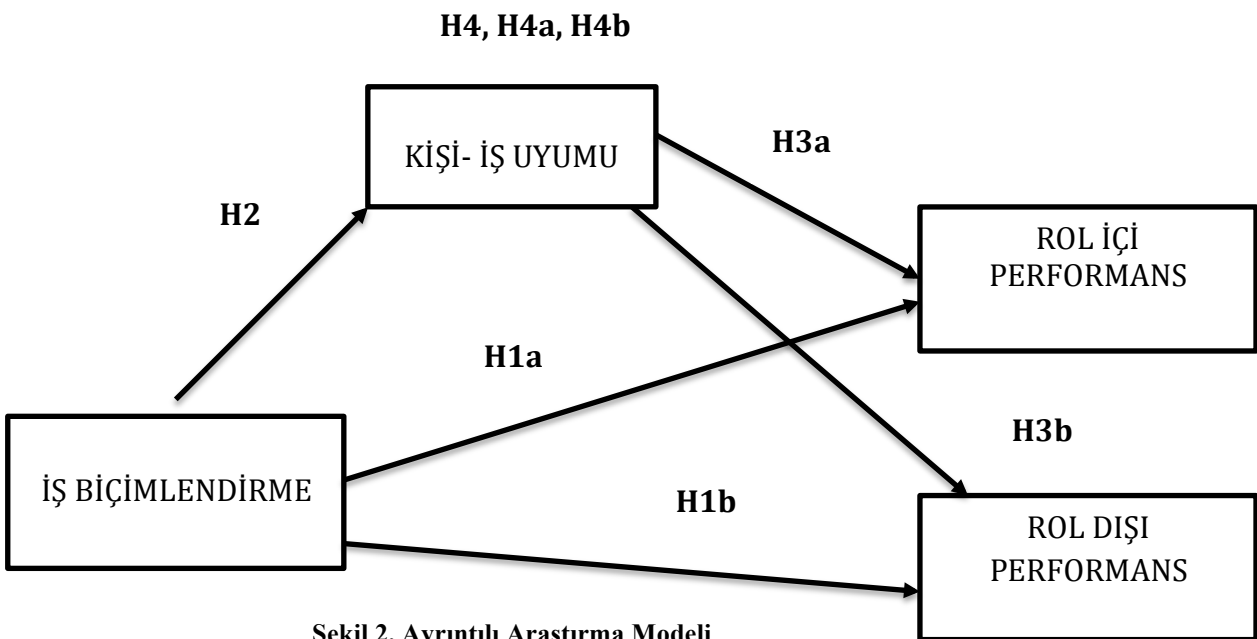 H4, H4a, H4b
KİŞİ- İŞ UYUMU
H3a
H2
ROL İÇİ
PERFORMANS
H1a
H3b
İŞ BİÇİMLENDİRME
H1b
ROL DIŞI
PERFORMANS
Şekil 2. Ayrıntılı Araştırma Modeli